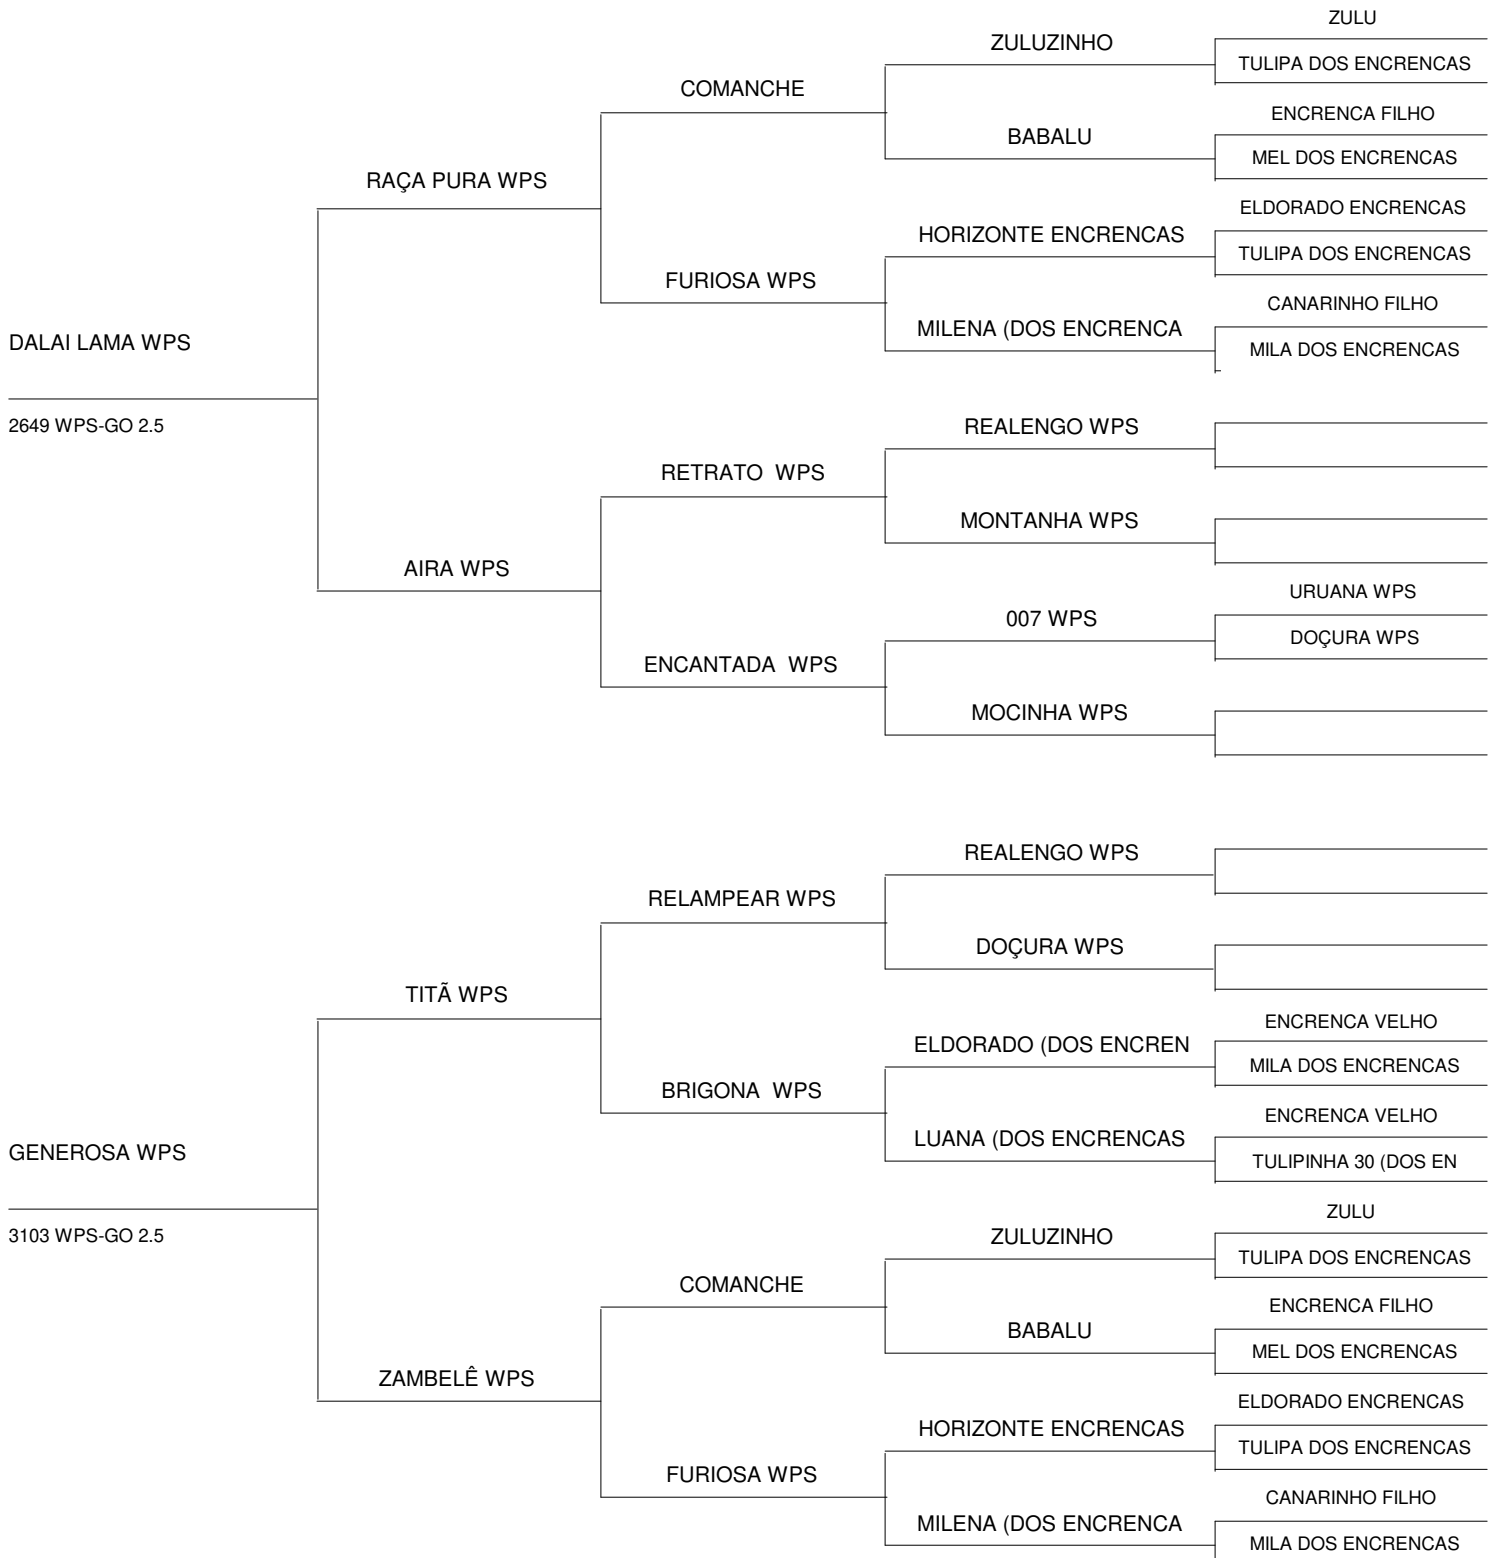 ZULU
ZULUZINHO
TULIPA DOS ENCRENCAS
COMANCHE
ENCRENCA FILHO
BABALU
MEL DOS ENCRENCAS
RAÇA PURA WPS
ELDORADO ENCRENCAS
HORIZONTE ENCRENCAS
TULIPA DOS ENCRENCAS
FURIOSA WPS
CANARINHO FILHO
MILENA (DOS ENCRENCA
DALAI LAMA WPS
MILA DOS ENCRENCAS
2649 WPS-GO 2.5
REALENGO WPS
RETRATO WPS
MONTANHA WPS
AIRA WPS
URUANA WPS
007 WPS
DOÇURA WPS
ENCANTADA WPS
MOCINHA WPS
REALENGO WPS
RELAMPEAR WPS
DOÇURA WPS
TITÃ WPS
ENCRENCA VELHO
ELDORADO (DOS ENCREN
MILA DOS ENCRENCAS
BRIGONA WPS
ENCRENCA VELHO
LUANA (DOS ENCRENCAS
GENEROSA WPS
TULIPINHA 30 (DOS EN
ZULU
3103 WPS-GO 2.5
ZULUZINHO
TULIPA DOS ENCRENCAS
COMANCHE
ENCRENCA FILHO
BABALU
MEL DOS ENCRENCAS
ZAMBELÊ WPS
ELDORADO ENCRENCAS
HORIZONTE ENCRENCAS
TULIPA DOS ENCRENCAS
FURIOSA WPS
CANARINHO FILHO
MILENA (DOS ENCRENCA
MILA DOS ENCRENCAS